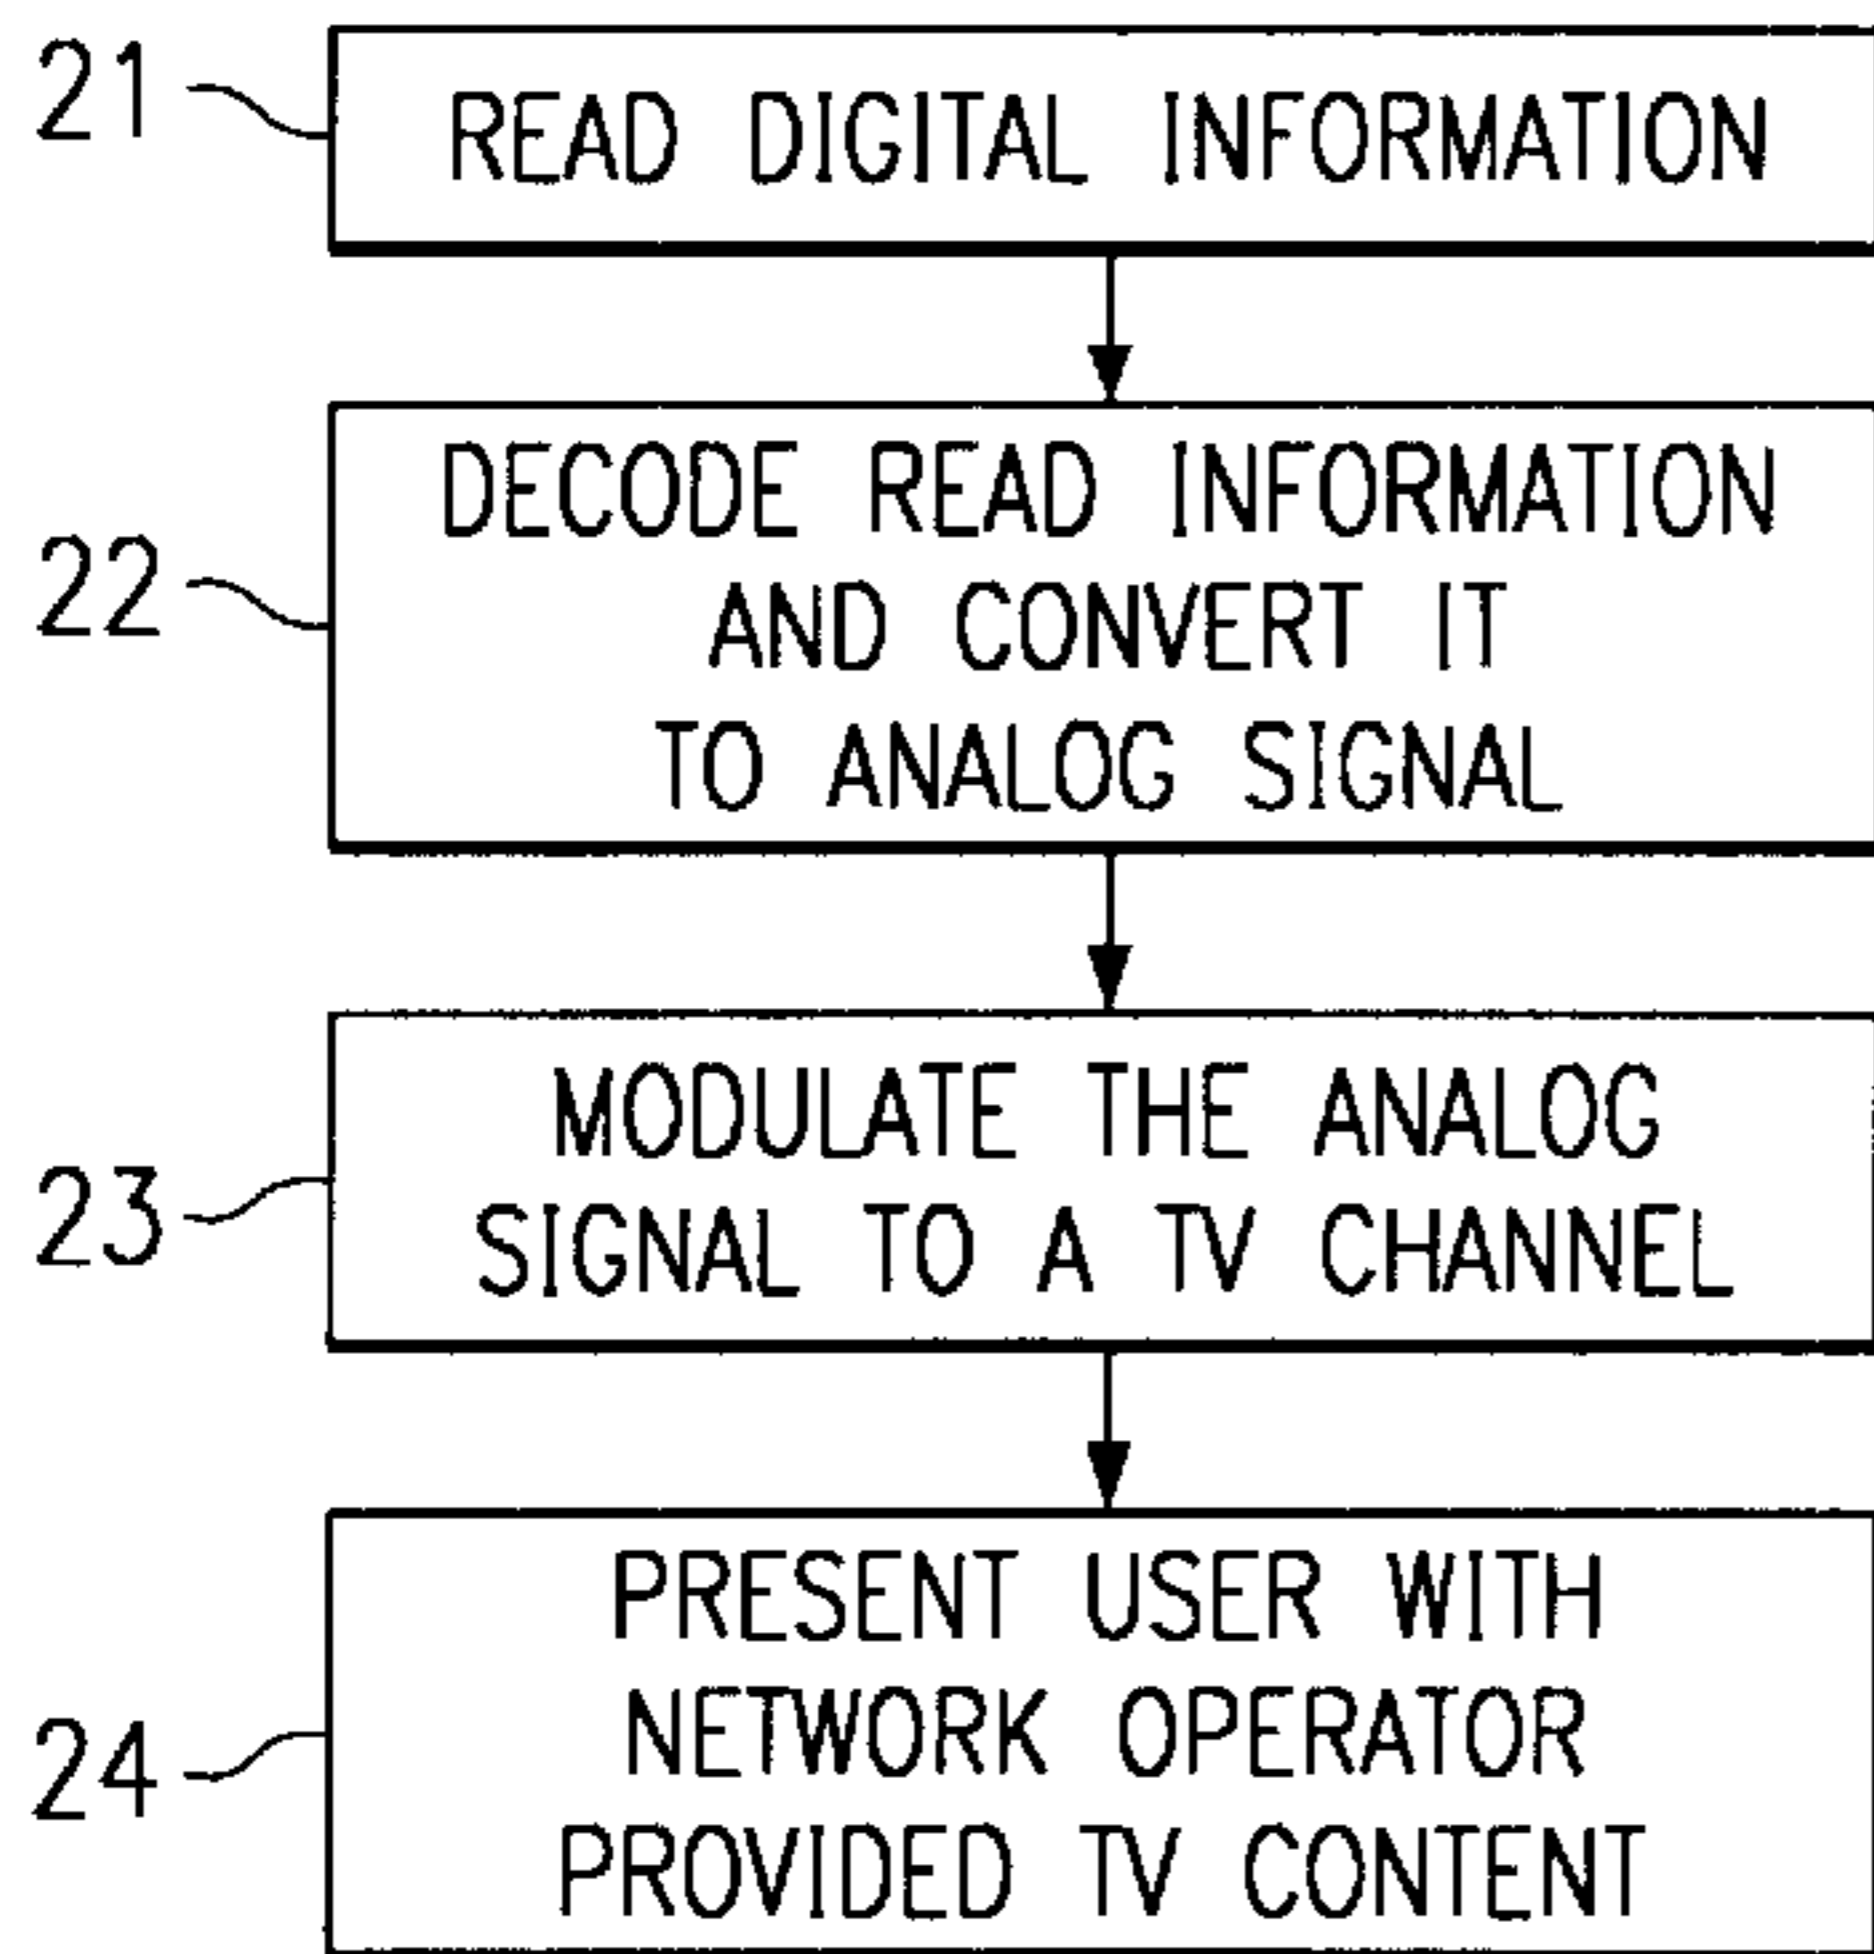 21
READ DIGITAL INFORMATION
22
DECODE READ INFORMATION
AND CONVERT IT
TO ANALOG SIGNAL
23
MODULATE THE ANALOG
SIGNAL TO A TV CHANNEL
24
PRESENT USER WITH
NETWORK OPERATOR
PROVIDED TV CONTENT